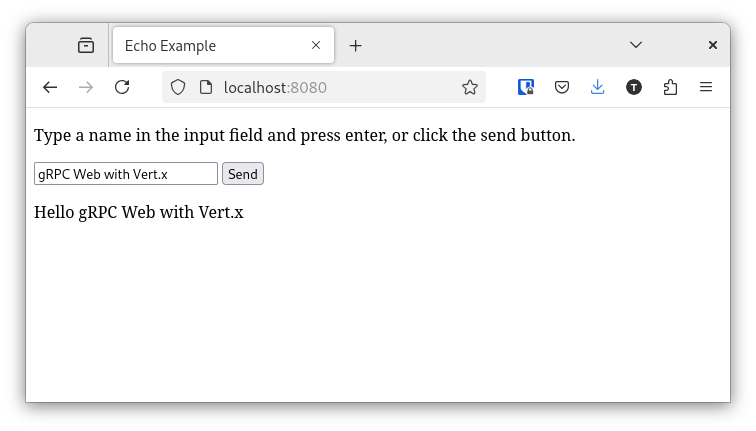 Echo Example
localhost:8080
T
Type a name in the input field and press enter, or click the send button.
gRPC Web with Vert.x Send
Hello gRPC Web with Vert.x